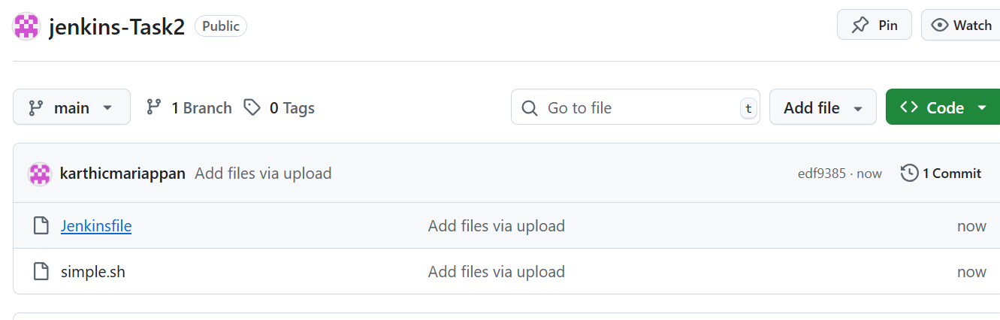 jenkins-Task2 Public Pin Watch
main 1 Branch 0 Tags Go to file t Add file Code
karthicmariappan Add files via upload edf9385 · now 1 Commit
Jenkinsfile Add files via upload now
simple.sh Add files via upload now